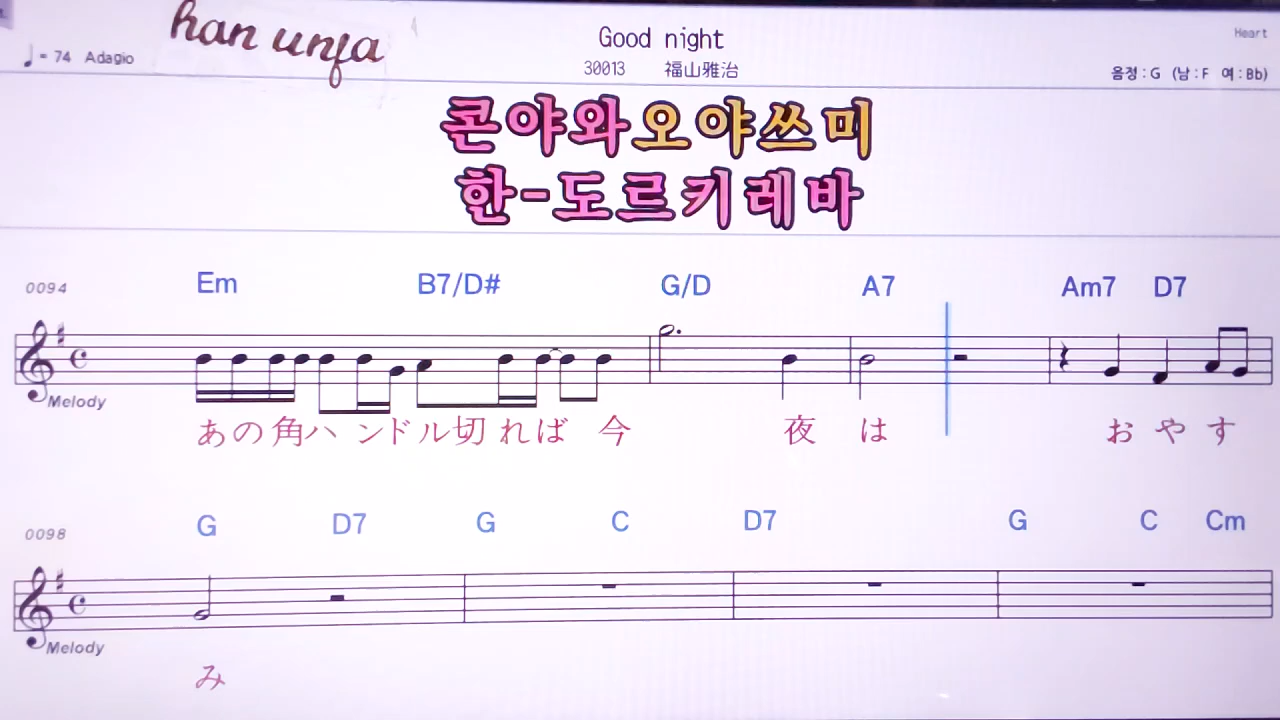 han unja
Good night
Heart
♩= 74 Adagio
30013 福山雅治
음정 : G (남 : F 여 : Bb)
콘야와오야쓰미
한-도르키레바
0094
Em B7/D# G/D A7 Am7 D7
Melody
あの角ハンドル切れば今夜は おやす
0098
G D7 G C D7 G C Cm
Melody
み